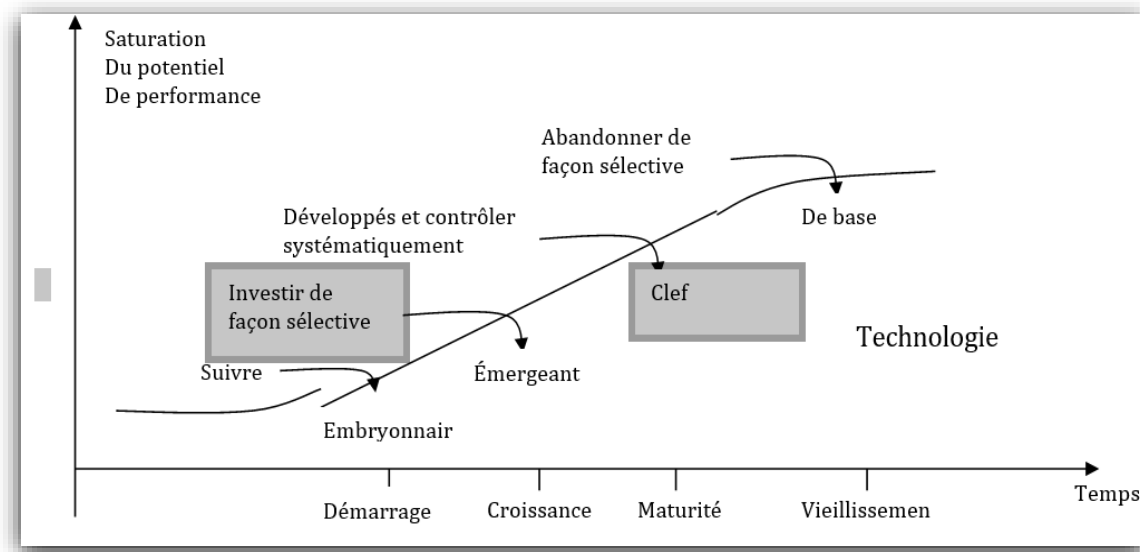 Saturation
Du potentiel
De performance
Abandonner de
façon sélective
De base
Développés et contrôler
systématiquement
Investir de
façon sélective
Clef
Technologie
Suivre
Émergeant
Embryonnair
Temps
Démarrage
Croissance
Maturité
Vieillissemen